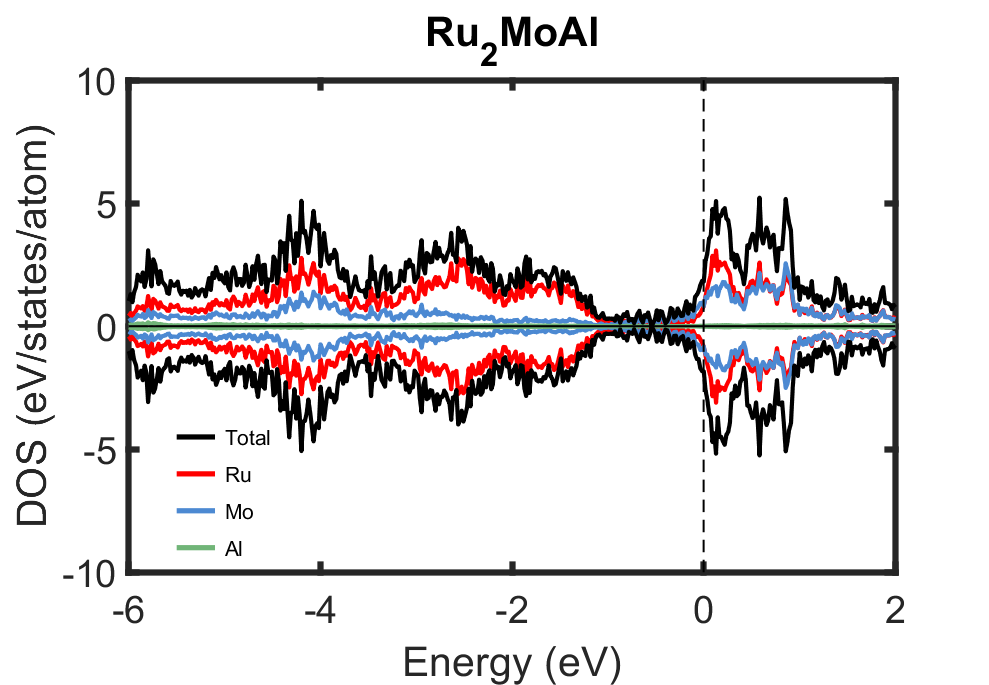 Ru2MoAl
10
5
0
-5
-10
DOS (eV/states/atom)
Total
Ru
Mo
Al
-6
-4
-2
0
2
Energy (eV)